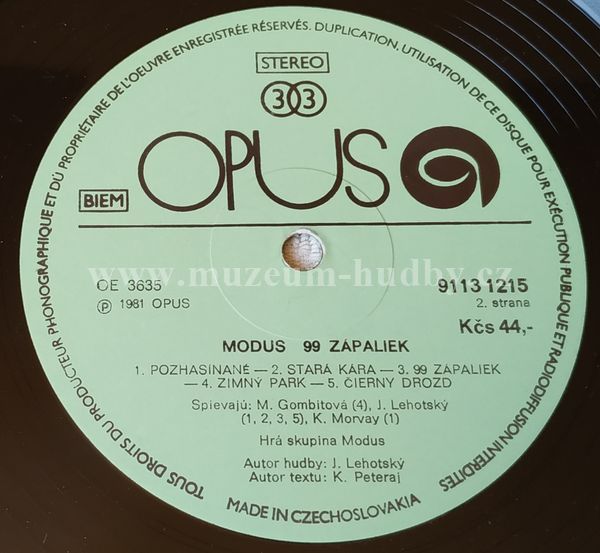 TOUS DROITS DU PRODUCTEUR PHONOGRAPHIQUE ET DU PROPRIÉTAIRE DE L'OEUVRE ENREGISTRÉE RÉSERVÉS. DUPLICATION, UTILISATION DE CE DISQUE POUR EXÉCUTION PUBLIQUE ET RADIODIFFUSION INTERDITES
STEREO
33
OPUS
BIEM
www.muzeum-hudby.cz
OE 3635 9113 1215
Ⓟ 1981 OPUS 2. strana
Kčs 44,-
MODUS 99 ZÁPALIEK
1. POZHASÍNANÉ — 2. STARÁ KÁRA — 3. 99 ZÁPALIEK
— 4. ZIMNÝ PARK — 5. ČIERNY DROZD
Spievajú: M. Gombitová (4), J. Lehotský
(1, 2, 3, 5), K. Morvay (1)
Hrá skupina Modus
Autor hudby: J. Lehotský
Autor textu: K. Peteraj
MADE IN CZECHOSLOVAKIA